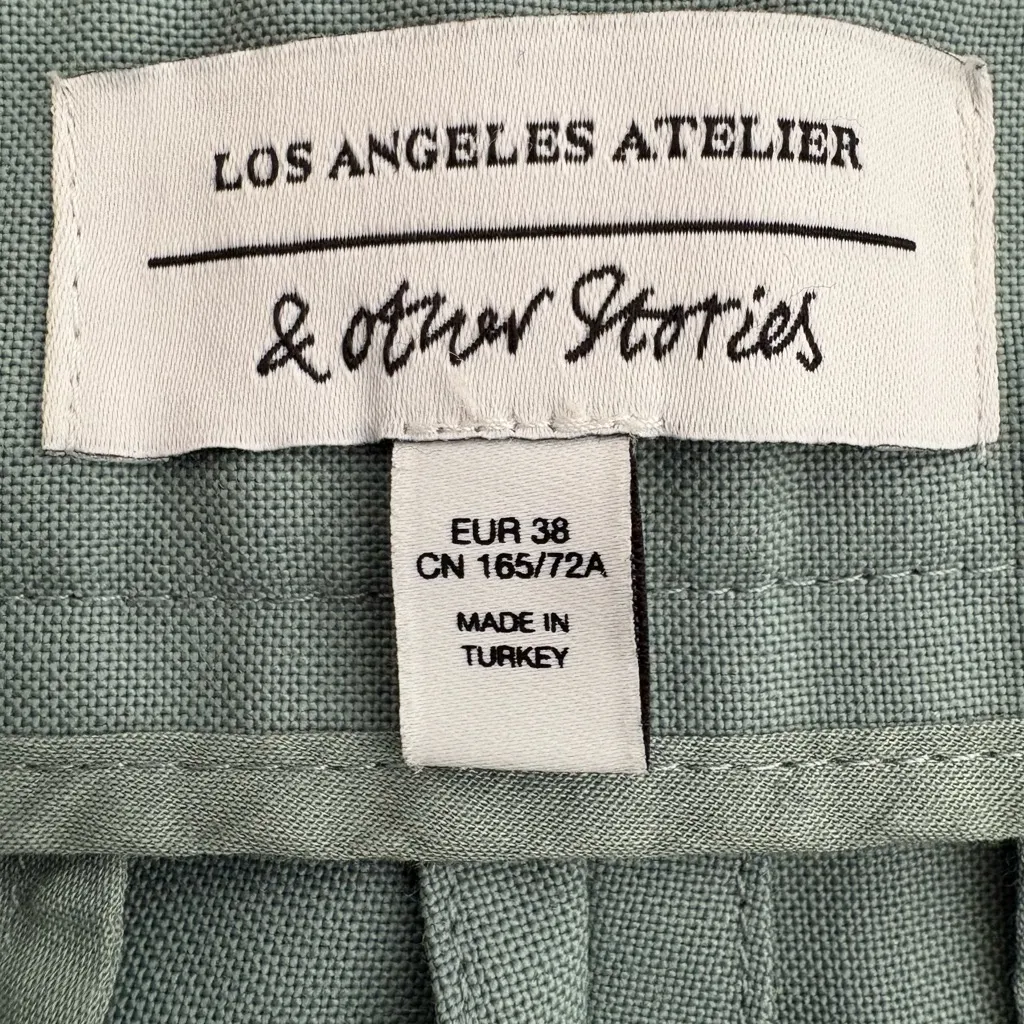 LOS ANGELES ATELIER
& other Stories
EUR 38
CN 165/72A
MADE IN
TURKEY